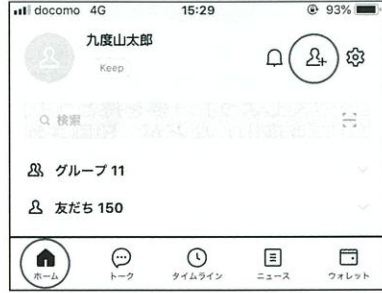 docomo 4G 15:29 93%
九度山太郎
Keep
検索
グループ 11
友だち 150
ホーム トーク タイムライン ニュース ウォレット